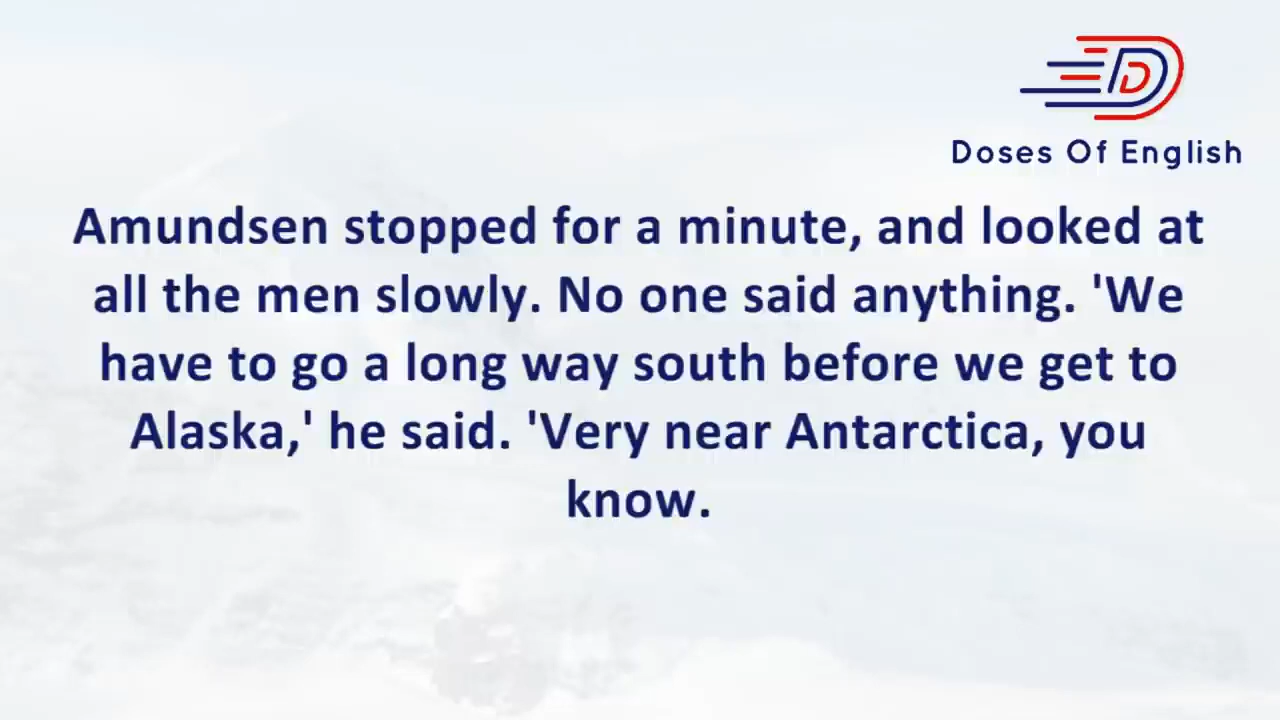 Doses Of English
Amundsen stopped for a minute, and looked at
all the men slowly. No one said anything. 'We
have to go a long way south before we get to
Alaska,' he said. 'Very near Antarctica, you
know.